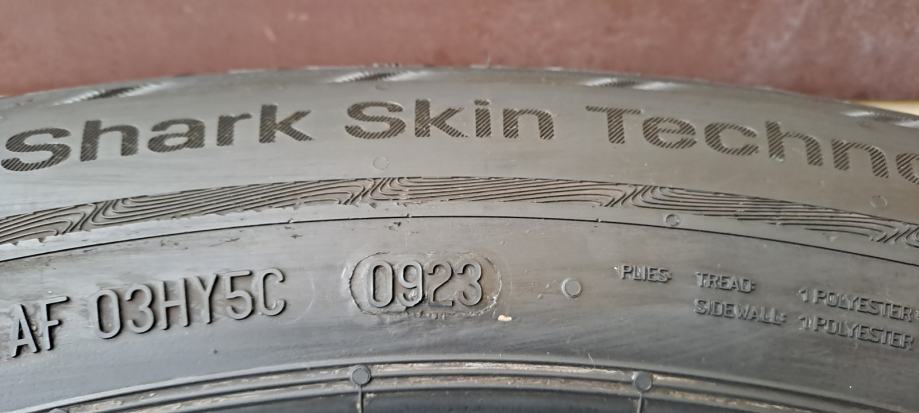 Shark Skin Techno
AF 03HY5C 0923
PLIES: TREAD: 1 POLYESTER
SIDEWALL: 1 POLYESTER